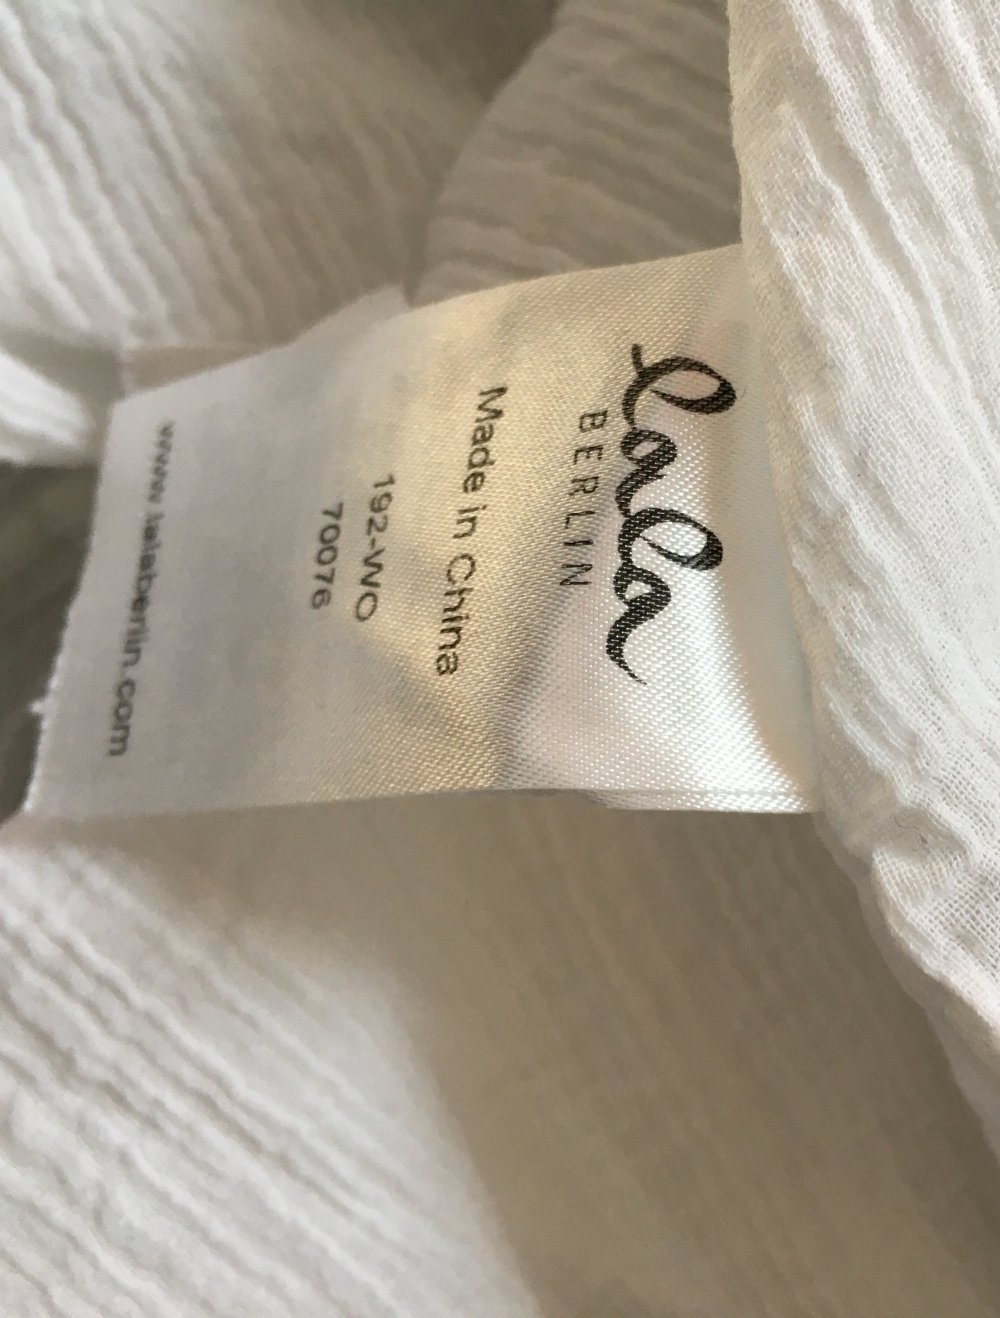 lala
BERLIN
Made in China
192-WO
70076
www.lalaberlin.com